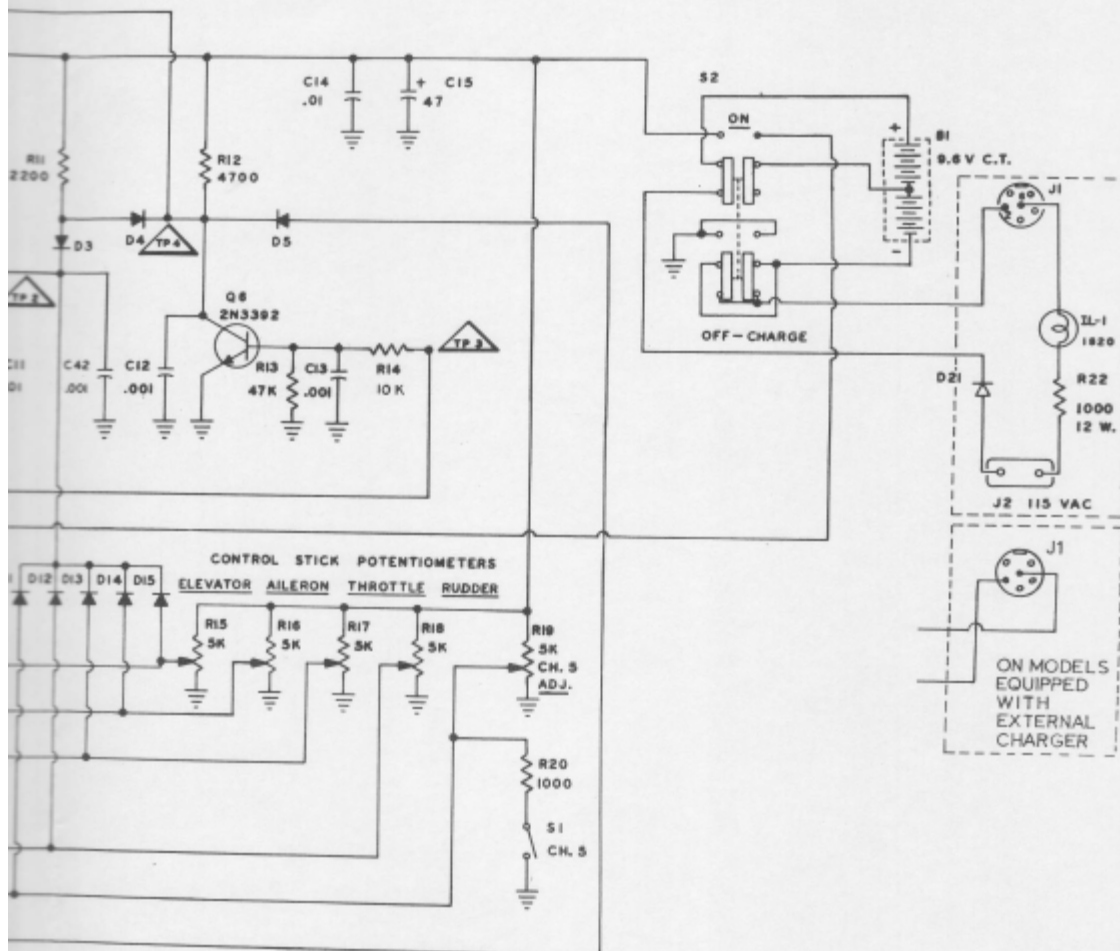 C14
.01
+
C15
47
S2
ON
+
B1
9.6V C.T.
-
J1
R11
2200
R12
4700
D3
D4
TP4
D5
TP2
Q6
2N3392
OFF-CHARGE
TP3
IL-1
1820
C42
.001
C12
.001
R13
47K
C13
.001
R14
10K
D21
R22
1000
12 W.
J2 115 VAC
CONTROL STICK POTENTIOMETERS
ELEVATOR AILERON THROTTLE RUDDER
D12
D13
D14
D15
R15
5K
R16
5K
R17
5K
R18
5K
R19
5K
CH. 5
ADJ.
J1
ON MODELS
EQUIPPED
WITH
EXTERNAL
CHARGER
R20
1000
S1
CH. 5